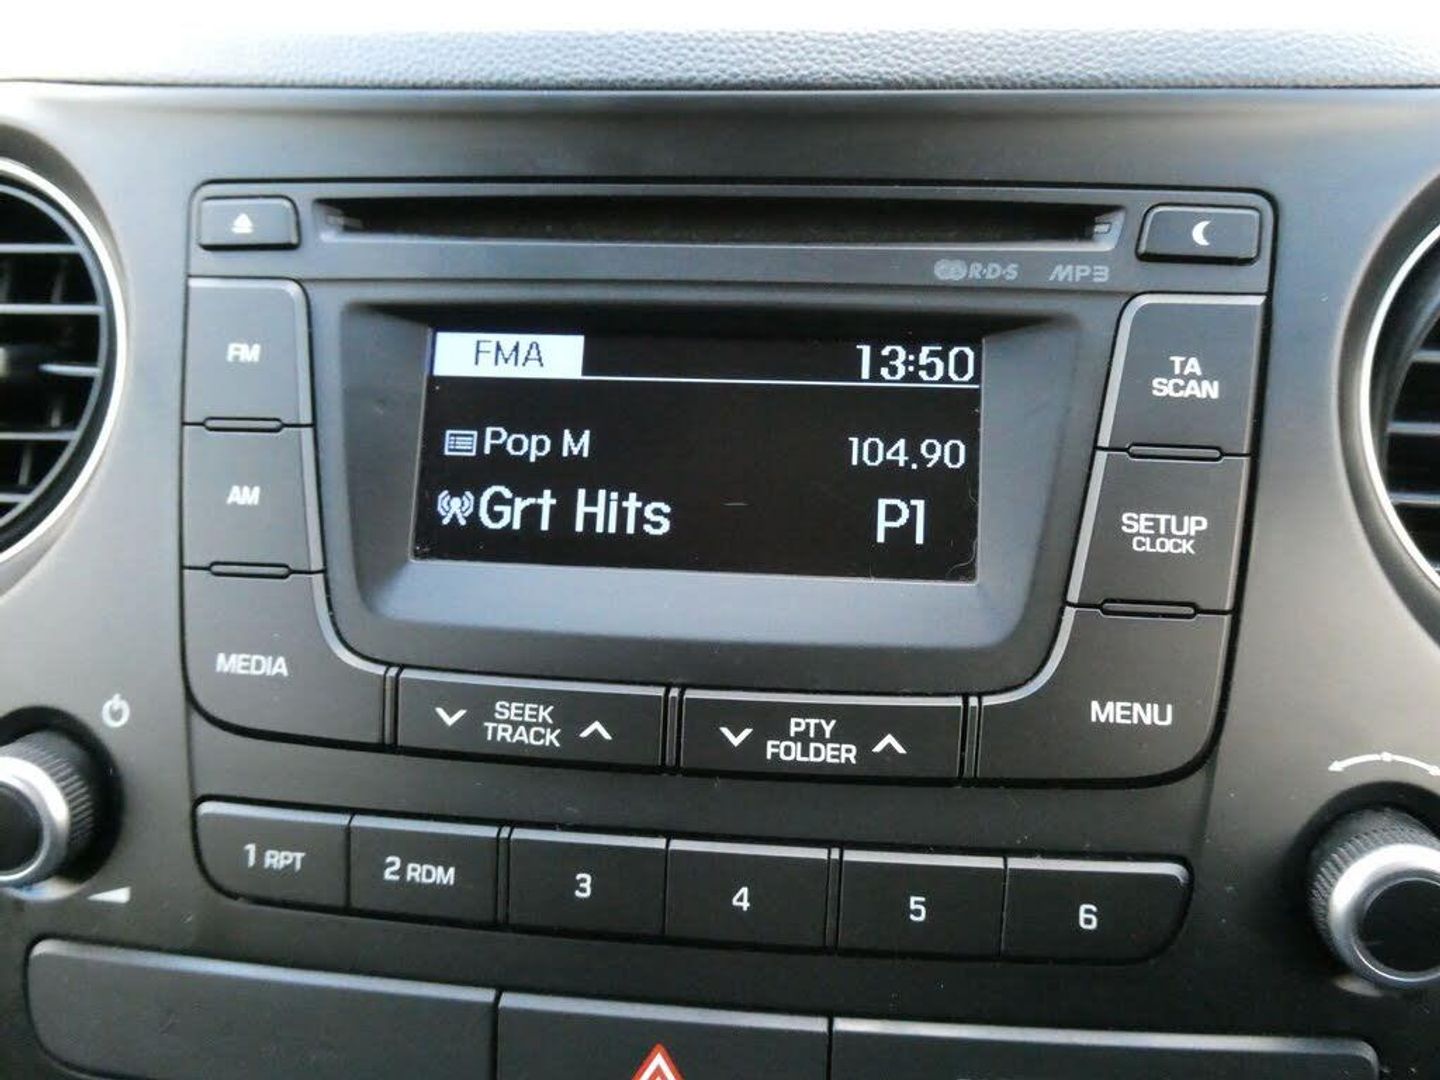 R·D·S MP3
FM
AM
MEDIA
FMA 13:50
Pop M 104.90
Grt Hits P1
TA
SCAN
SETUP
CLOCK
MENU
SEEK
TRACK
PTY
FOLDER
1 RPT 2 RDM 3 4 5 6